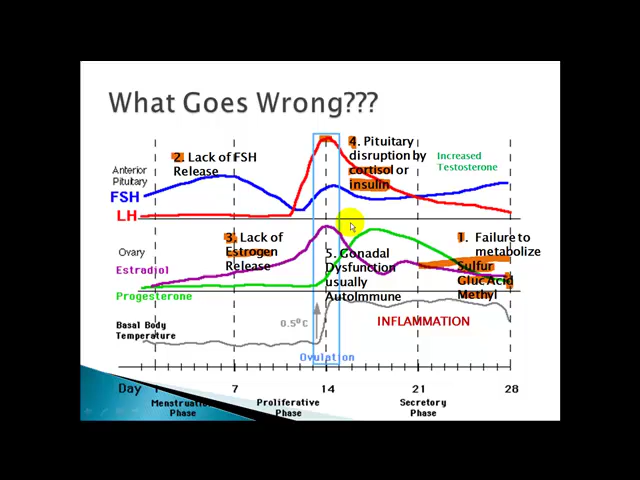 What Goes Wrong???
2. Lack of FSH
Release
4. Pituitary
disruption by
cortisol or
insulin
Increased
Testosterone
Anterior
Pituitary
FSH
LH
3. Lack of
Estrogen
Release
5. Gonadal
Dysfunction
usually
AutoImmune
1. Failure to
metabolize
Sulfur
Gluc Acid
Methyl
Ovary
Estradiol
Progesterone
0.5°C
INFLAMMATION
Basal Body
Temperature
Ovulation
Day 1 7 14 21 28
Menstruation Phase
Proliferative Phase
Secretory Phase